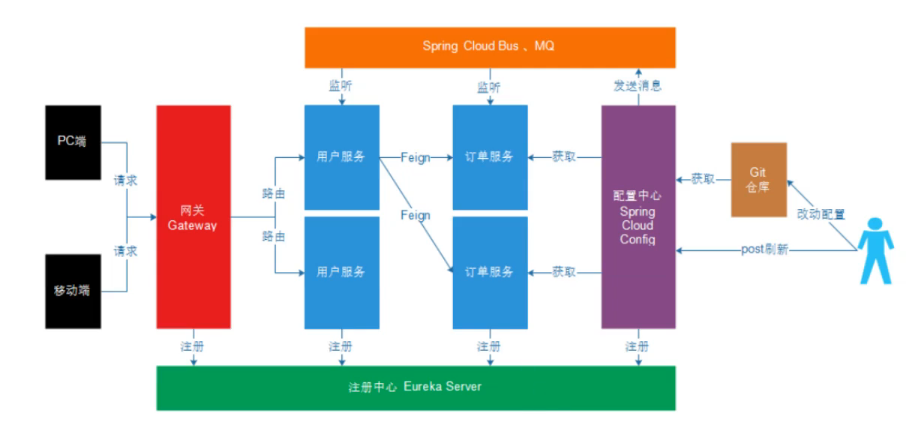 Spring Cloud Bus 、MQ
监听
监听
发送消息
PC端
请求
网关
Gateway
请求
移动端
路由
路由
用户服务
用户服务
Feign
Feign
订单服务
订单服务
获取
获取
配置中心
Spring
Cloud
Config
获取
Git
仓库
改动配置
post刷新
注册
注册
注册
注册
注册中心 Eureka Server